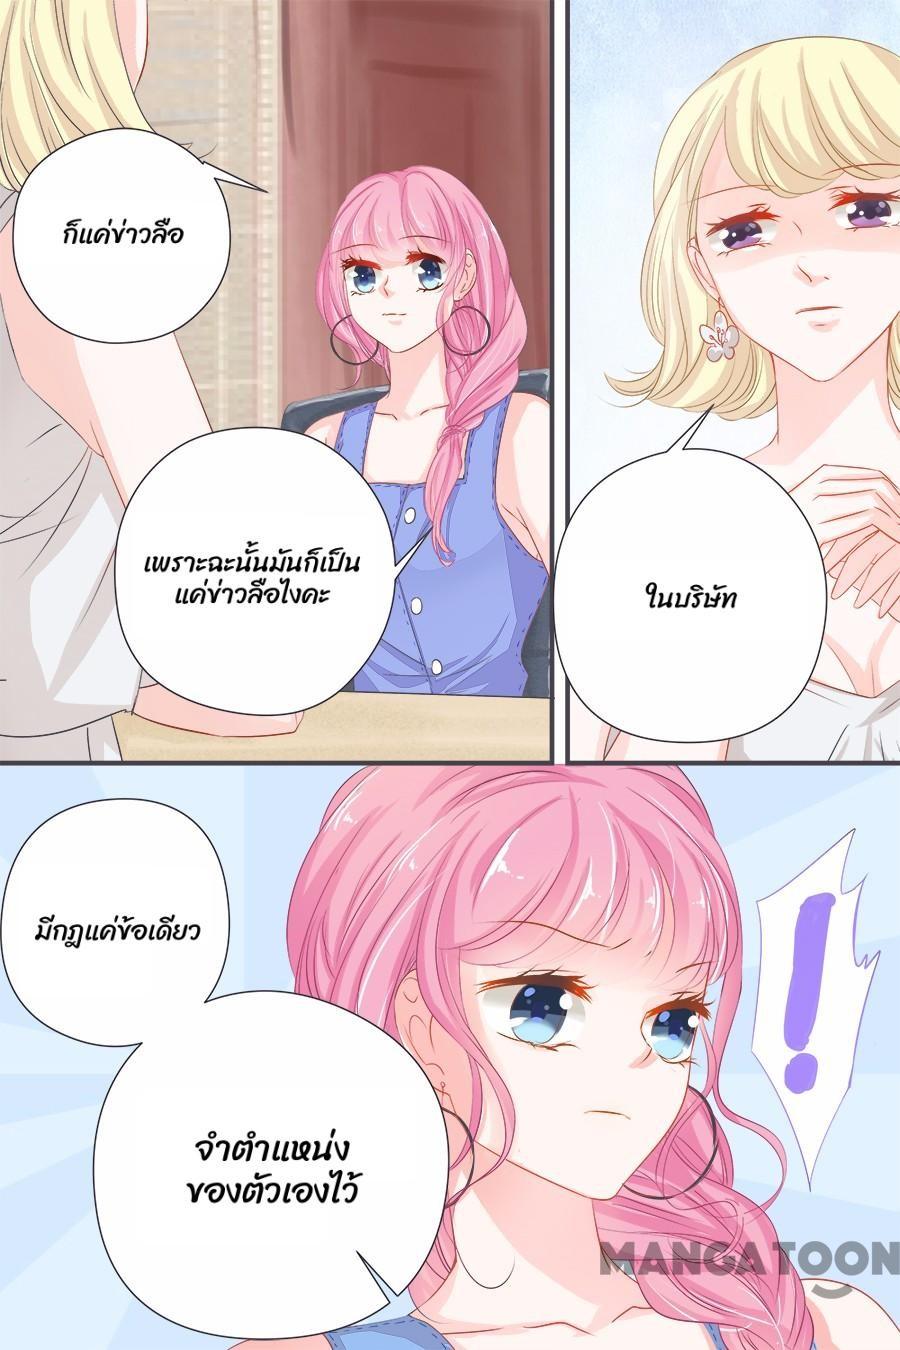 ก็แค่ข่าวลือ
เพราะฉะนั้นมันก็เป็น
แค่ข่าวลือไงคะ
ในบริษัท
มีกฎแค่ข้อเดียว
!
จำตำแหน่ง
ของตัวเองไว้
MANGATOON